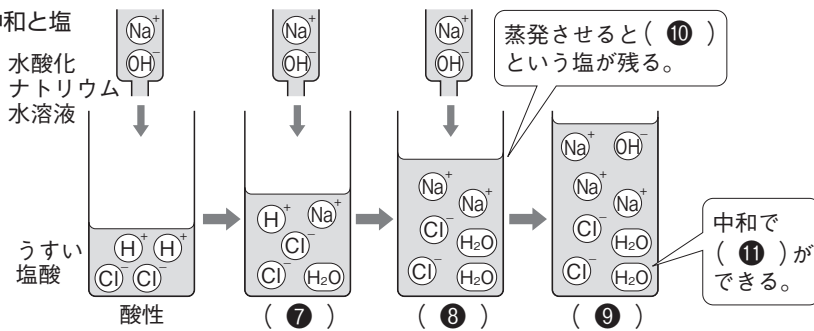 中和と塩
水酸化
ナトリウム
水溶液
Na⁺
OH⁻
Na⁺
OH⁻
Na⁺
OH⁻
蒸発させると( ❿ )
という塩が残る。
うすい
塩酸
H⁺ H⁺
Cl⁻ Cl⁻
酸性
H⁺ Na⁺
Cl⁻
Cl⁻ H₂O
( ❼ )
Na⁺
Na⁺
Cl⁻
H₂O
Cl⁻ H₂O
( ❽ )
Na⁺ OH⁻
Na⁺
Na⁺
Cl⁻
H₂O
Cl⁻ H₂O
( ❾ )
中和で
( ⓫ )が
できる。